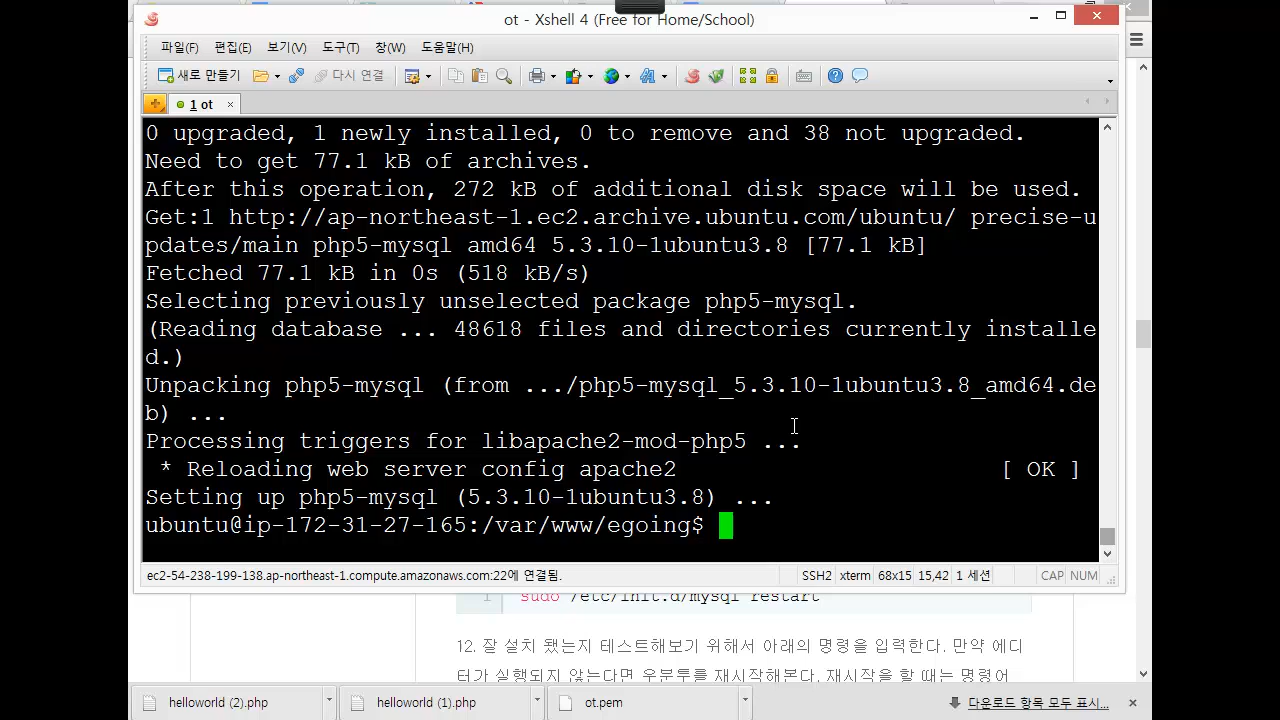 ot - Xshell 4 (Free for Home/School)
파일(F) 편집(E) 보기(V) 도구(T) 창(W) 도움말(H)
새로 만들기 다시 연결
1 ot
0 upgraded, 1 newly installed, 0 to remove and 38 not upgraded.
Need to get 77.1 kB of archives.
After this operation, 272 kB of additional disk space will be used.
Get:1 http://ap-northeast-1.ec2.archive.ubuntu.com/ubuntu/ precise-u
pdates/main php5-mysql amd64 5.3.10-1ubuntu3.8 [77.1 kB]
Fetched 77.1 kB in 0s (518 kB/s)
Selecting previously unselected package php5-mysql.
(Reading database ... 48618 files and directories currently installe
d.)
Unpacking php5-mysql (from .../php5-mysql_5.3.10-1ubuntu3.8_amd64.de
b) ...
Processing triggers for libapache2-mod-php5 ...
* Reloading web server config apache2 [ OK ]
Setting up php5-mysql (5.3.10-1ubuntu3.8) ...
ubuntu@ip-172-31-27-165:/var/www/egoing$
ec2-54-238-199-138.ap-northeast-1.compute.amazonaws.com:22에 연결됨. SSH2 xterm 68x15 15,42 1 세션 CAP NUM
1 sudo /etc/init.d/mysql restart
12. 잘 설치 됐는지 테스트해보기 위해서 아래의 명령을 입력한다. 만약 에디
터가 실행되지 않는다면 우분투를 재시작해본다. 재시작을 할 때는 명령어
helloworld (2).php helloworld (1).php ot.pem 다운로드 항목 모두 표시...